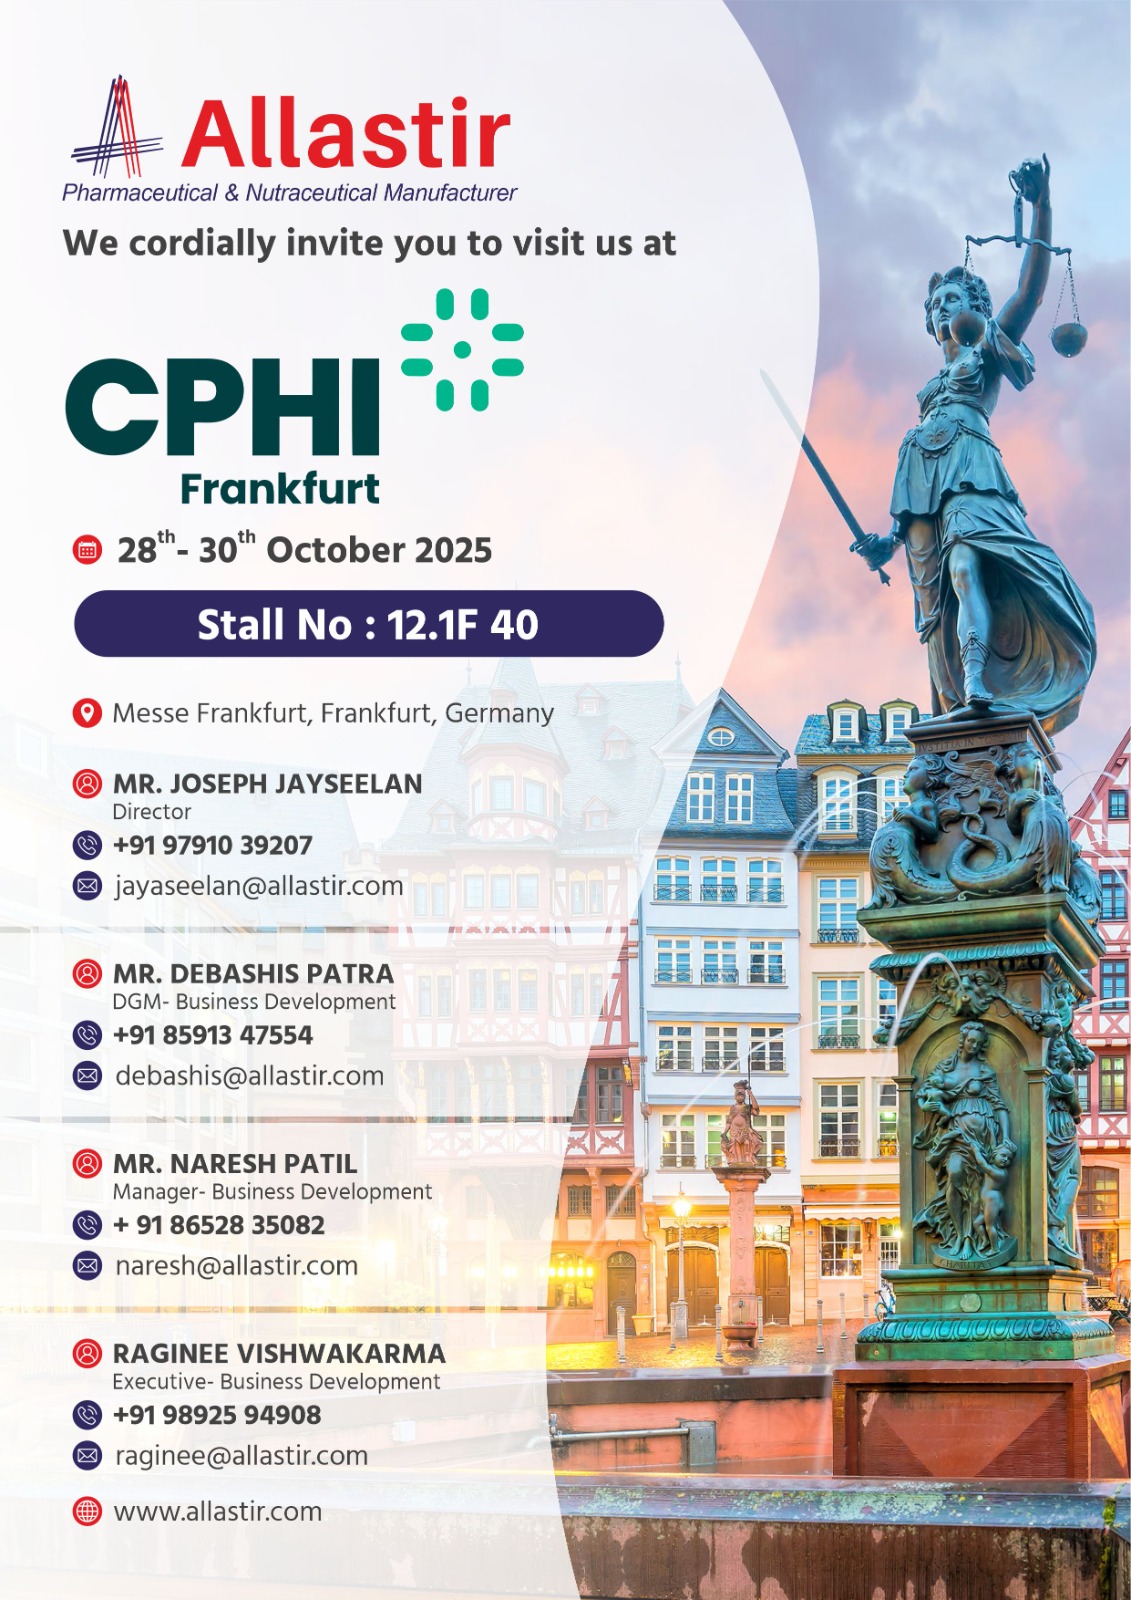 Allastir
Pharmaceutical & Nutraceutical Manufacturer
We cordially invite you to visit us at
CPHI
Frankfurt
28th- 30th October 2025
Stall No : 12.1F 40
Messe Frankfurt, Frankfurt, Germany
MR. JOSEPH JAYSEELAN
Director
+91 97910 39207
jayaseelan@allastir.com
MR. DEBASHIS PATRA
DGM- Business Development
+91 85913 47554
debashis@allastir.com
MR. NARESH PATIL
Manager- Business Development
+ 91 86528 35082
naresh@allastir.com
RAGINEE VISHWAKARMA
Executive- Business Development
+91 98925 94908
raginee@allastir.com
www.allastir.com